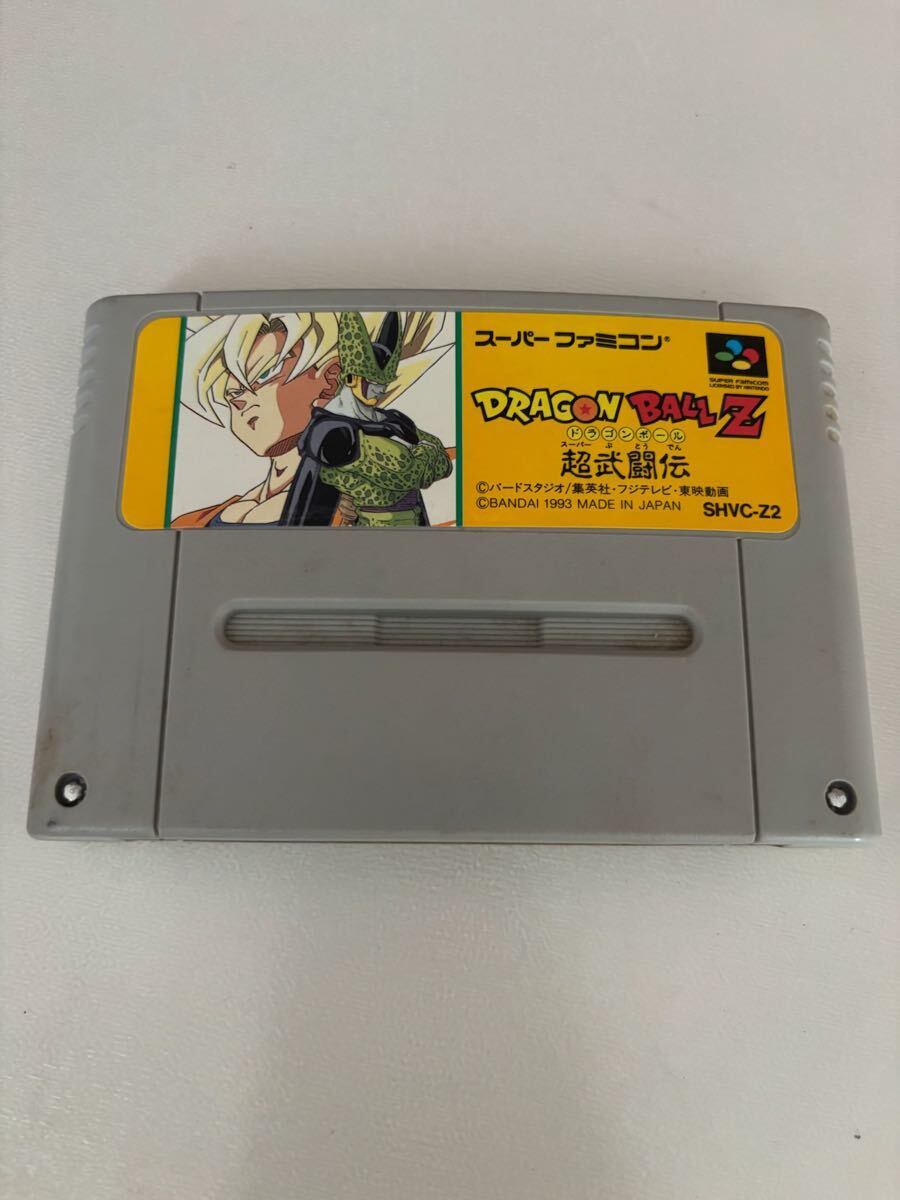 スーパーファミコン®
SUPER FAMICOM
LICENSED BY NINTENDO
DRAGON BALL Z
ドラゴンボール
スーパー ぶ とう でん
超武闘伝
©バードスタジオ/集英社・フジテレビ・東映動画
©BANDAI 1993 MADE IN JAPAN SHVC-Z2